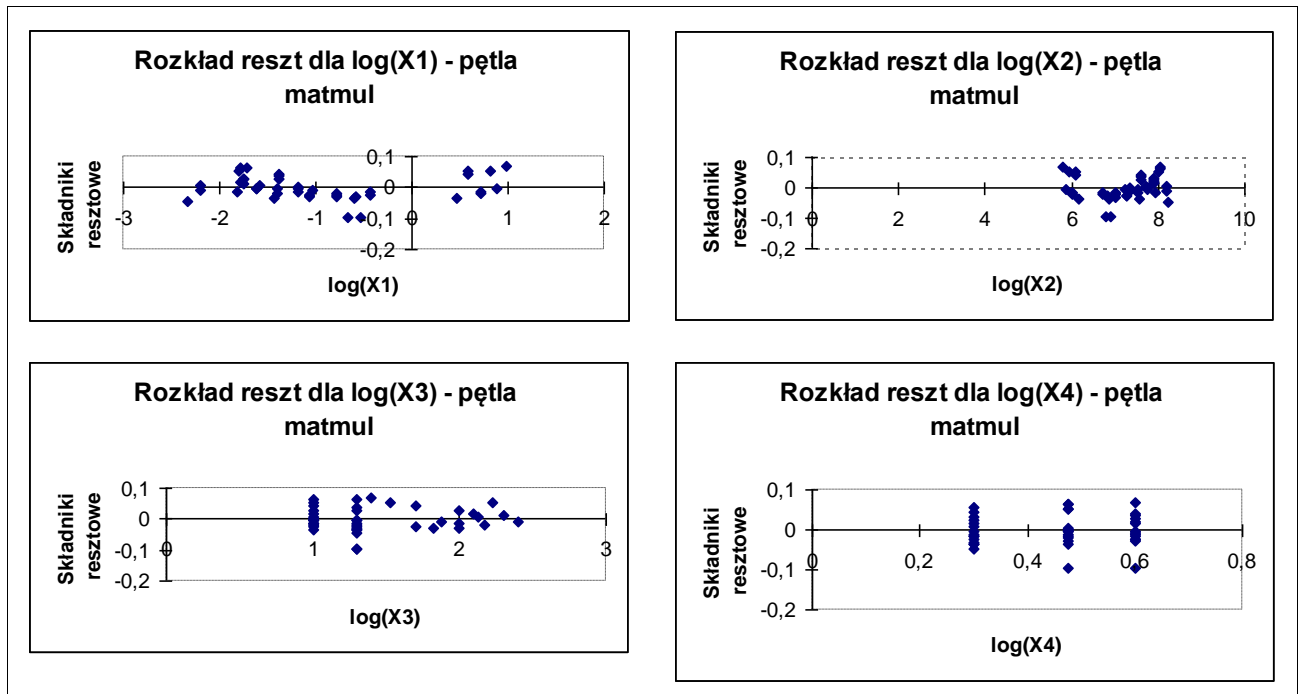 Rozkład reszt dla log(X1) - pętla
matmul
Składniki
resztowe
0,1
0
-0,1
-0,2
-3
-2
-1
0
1
2
log(X1)
Rozkład reszt dla log(X2) - pętla
matmul
Składniki
resztowe
0,1
0
-0,1
-0,2
0
2
4
6
8
10
log(X2)
Rozkład reszt dla log(X3) - pętla
matmul
Składniki
resztowe
0,1
0
-0,1
-0,2
0
1
2
3
log(X3)
Rozkład reszt dla log(X4) - pętla
matmul
Składniki
resztowe
0,1
0
-0,1
-0,2
0
0,2
0,4
0,6
0,8
log(X4)